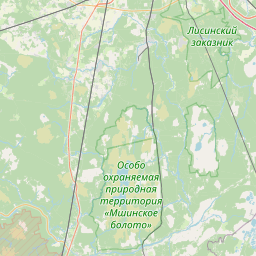 Лисинский
заказник
Особо
охраняемая
природная
территория
«Мшинское
болото»